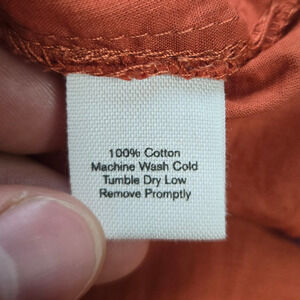 100% Cotton
Machine Wash Cold
Tumble Dry Low
Remove Promptly